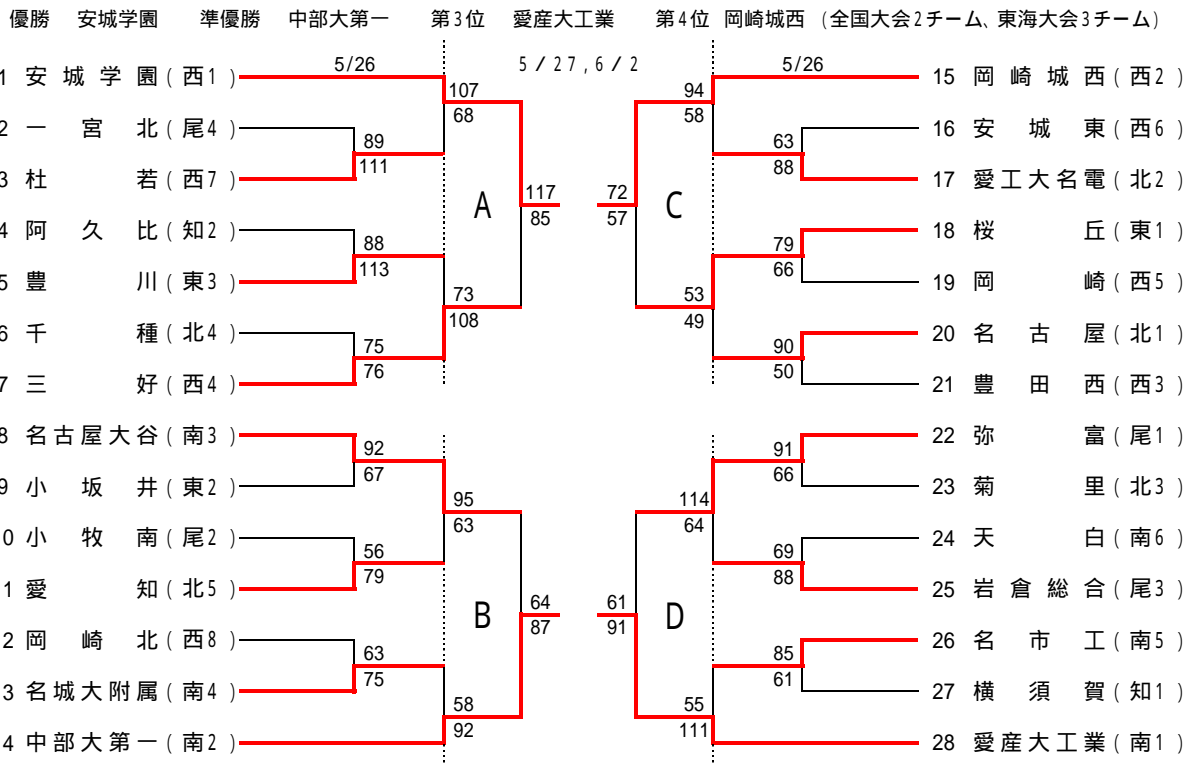 優勝 安城学園 準優勝 中部大第一 第3位 愛産大工業 第4位 岡崎城西 (全国大会2チーム、東海大会3チーム)
5/26 5/27,6/2 5/26
1 安城学園(西1)
2 一宮北(尾4)
3 杜若(西7)
4 阿久比(知2)
5 豊川(東3)
6 千種(北4)
7 三好(西4)
8 名古屋大谷(南3)
9 小坂井(東2)
0 小牧南(尾2)
1 愛知(北5)
2 岡崎北(西8)
3 名城大附属(南4)
4 中部大第一(南2)
89
111
88
113
75
76
92
67
56
79
63
75
107
68
73
108
95
63
58
92
A
B
117
85
64
87
72
57
61
91
C
D
94
58
53
49
114
64
55
111
63
88
79
66
90
50
91
66
69
88
85
61
15 岡崎城西(西2)
16 安城東(西6)
17 愛工大名電(北2)
18 桜丘(東1)
19 岡崎(西5)
20 名古屋(北1)
21 豊田西(西3)
22 弥富(尾1)
23 菊里(北3)
24 天白(南6)
25 岩倉総合(尾3)
26 名市工(南5)
27 横須賀(知1)
28 愛産大工業(南1)